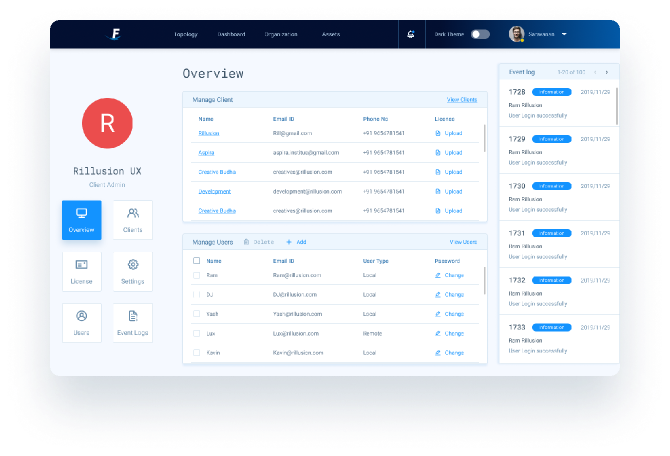 F
Topology Dashboard Organization Assets Dark Theme Sarwanan
Overview
R
Rillusion UX
Client Admin
Overview
Clients
License
Settings
Users
Event Logs
Manage Client View Clients
Name Email ID Phone No License
Rillusion Rill@gmail.com +91 9654781541 Upload
Aspira aspira.institus@gmail.com +91 9654781541 Upload
Creative Budha creatives@rillusion.com +91 9654781541 Upload
Development development@rillusion.com +91 9654781541 Upload
Creative Budha creatives@rillusion.com +91 9654781541 Upload
Manage Users Delete + Add View Users
Name Email ID User Type Password
Ram Ram@rillusion.com Local Change
DJ DJ@rillusion.com Local Change
Yash Yash@rillusion.com Local Change
Lux Lux@rillusion.com Remote Change
Kevin Kevin@rillusion.com Local Change
Event log
1728 Information 2019/11/29
Ram Rillusion
User Login successfully
1729 Information 2019/11/29
Ram Rillusion
User Login successfully
1730 Information 2019/11/29
Ram Rillusion
User Login successfully
1731 Information 2019/11/29
Ram Rillusion
User Login successfully
1732 Information 2019/11/29
Ram Rillusion
User Login successfully
1733 Information 2019/11/29
Ram Rillusion
User Login successfully